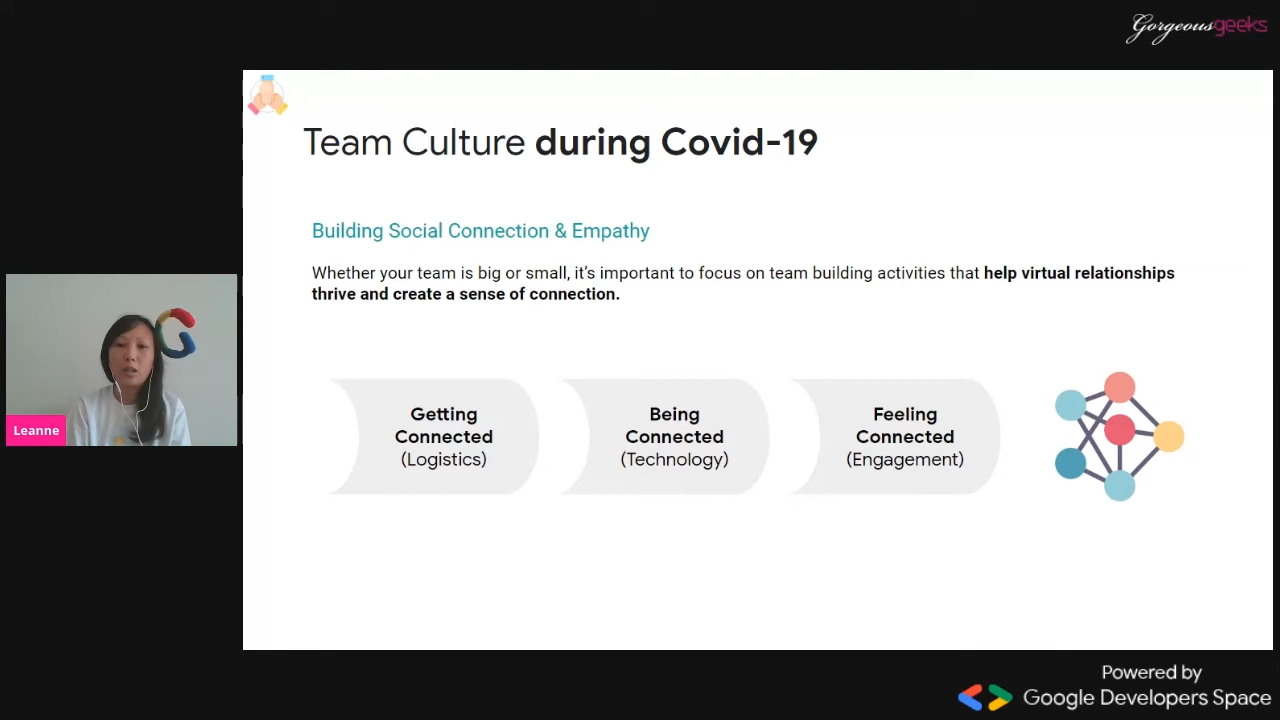 Gorgeousgeeks
Team Culture during Covid-19
Building Social Connection & Empathy
Whether your team is big or small, it’s important to focus on team building activities that help virtual relationships
thrive and create a sense of connection.
Getting
Connected
(Logistics)
Being
Connected
(Technology)
Feeling
Connected
(Engagement)
Leanne
Powered by
Google Developers Space